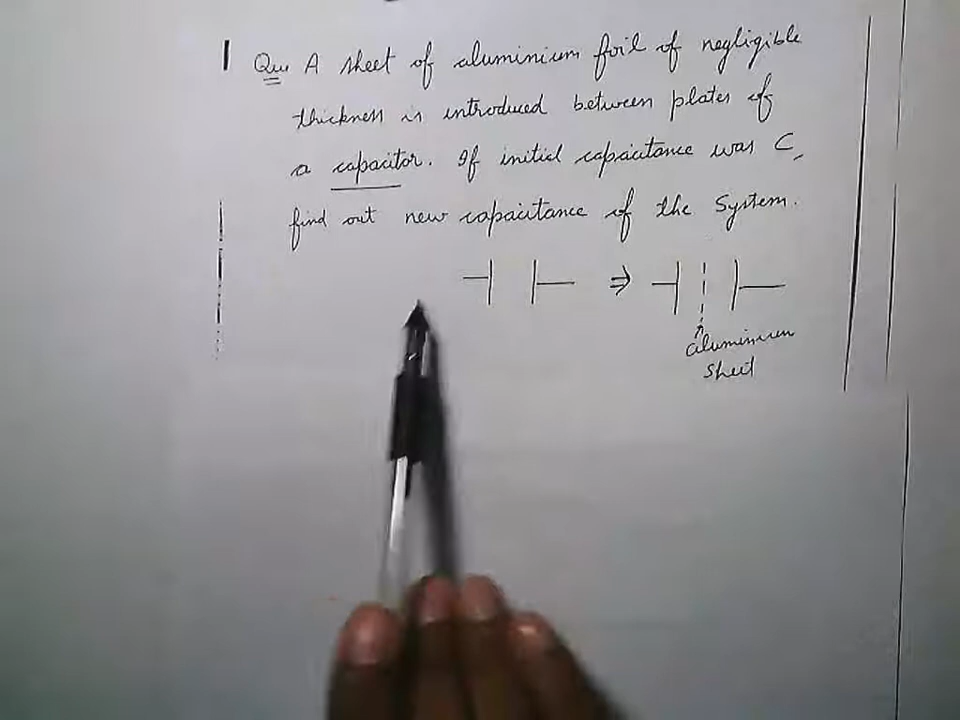 Que. A sheet of aluminium foil of negligible
thickness is introduced between plates of
a capacitor. If initial capacitance was C,
find out new capacitance of the System.
⇒
aluminium
sheet